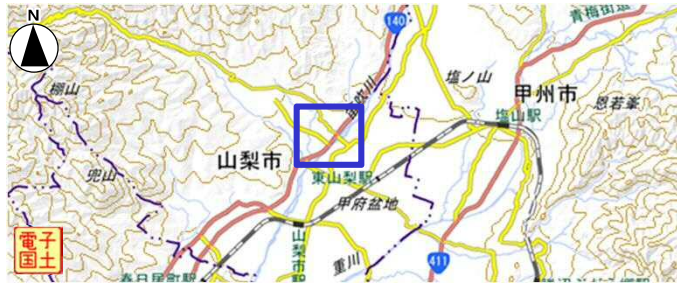 N
140
青梅街道
棚山
笛吹川
塩ノ山
甲州市
塩山駅
恩若峯
山梨市
兜山
東山梨駅
甲府盆地
電子
国土
山梨市駅
重川
411
春日居町駅